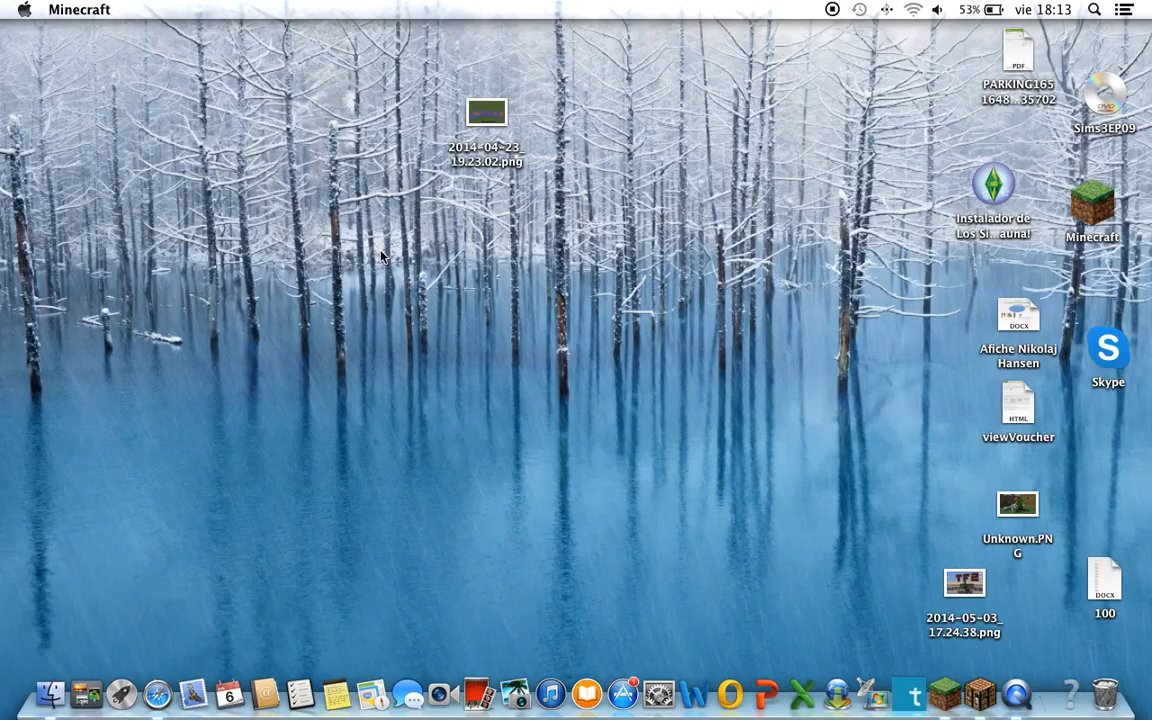 Minecraft
53%
vie 18:13
PDF
PARKING165
1648...35702
DVD
Sims3EP09
2014-04-23_
19.23.02.png
Instalador de
Los Si...auna!
Minecraft
DOCX
Afiche Nikolaj
Hansen
S
Skype
HTML
viewVoucher
Unknown.PN
G
TF2
2014-05-03_
17.24.38.png
DOCX
100
6
W
O
P
X
t
?